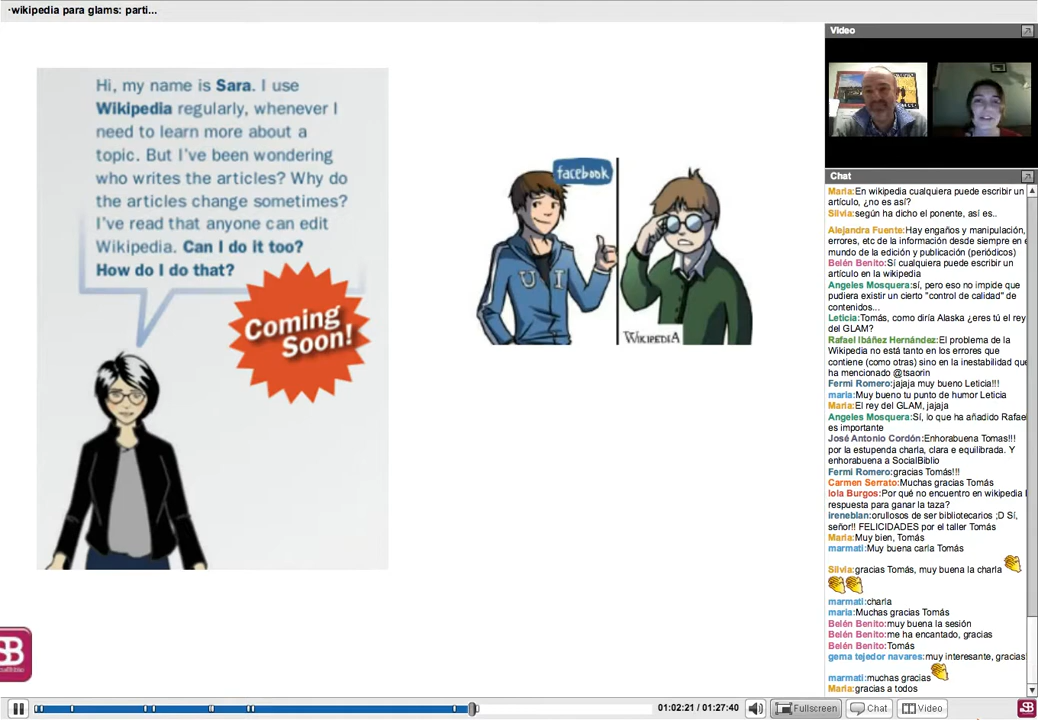 ·wikipedia para glams: parti...
Hi, my name is Sara. I use
Wikipedia regularly, whenever I
need to learn more about a
topic. But I've been wondering
who writes the articles? Why do
the articles change sometimes?
I've read that anyone can edit
Wikipedia. Can I do it too?
How do I do that?
Coming
Soon!
facebook
U I
WIKIPEDIA
Video
Chat
Maria:En wikipedia cualquiera puede escribir un
artículo, ¿no es así?
Silvia:según ha dicho el ponente, así es..
Alejandra Fuente:Hay engaños y manipulación,
errores, etc de la información desde siempre en e
mundo de la edición y publicación (periódicos)
Belén Benito:Sí cualquiera puede escribir un
artículo en la wikipedia
Angeles Mosquera:sí, pero eso no impide que
pudiera existir un cierto "control de calidad" de
contenidos...
Leticia:Tomás, como diría Alaska ¿eres tú el rey
del GLAM?
Rafael Ibáñez Hernández:El problema de la
Wikipedia no está tanto en los errores que
contiene (como otras) sino en la inestabilidad que
ha mencionado @tsaorin
Fermi Romero:jajaja muy bueno Leticia!!!
maria:Muy bueno tu punto de humor Leticia
Maria:El rey del GLAM, jajaja
Angeles Mosquera:Sí, lo que ha añadido Rafae
es importante
José Antonio Cordón:Enhorabuena Tomas!!!
por la estupenda charla, clara e equilibrada. Y
enhorabuena a SocialBiblio
Fermi Romero:gracias Tomás!!!
Carmen Serrato:Muchas gracias Tomás
lola Burgos:Por qué no encuentro en wikipedia l
respuesta para ganar la taza?
ireneblan:orullosos de ser bibliotecarios ;D Sí,
señor!! FELICIDADES por el taller Tomás
Maria:Muy bien, Tomás
marmati:Muy buena carla Tomás
Silvia:gracias Tomás, muy buena la charla
marmati:charla
maria:Muchas gracias Tomás
Belén Benito:muy buena la sesión
Belén Benito:me ha encantado, gracias
Belén Benito:Tomás
gema tejedor navares:muy interesante, gracias
marmati:muchas gracias
Maria:gracias a todos
SB
01:02:21 / 01:27:40
Fullscreen
Chat
Video
SB